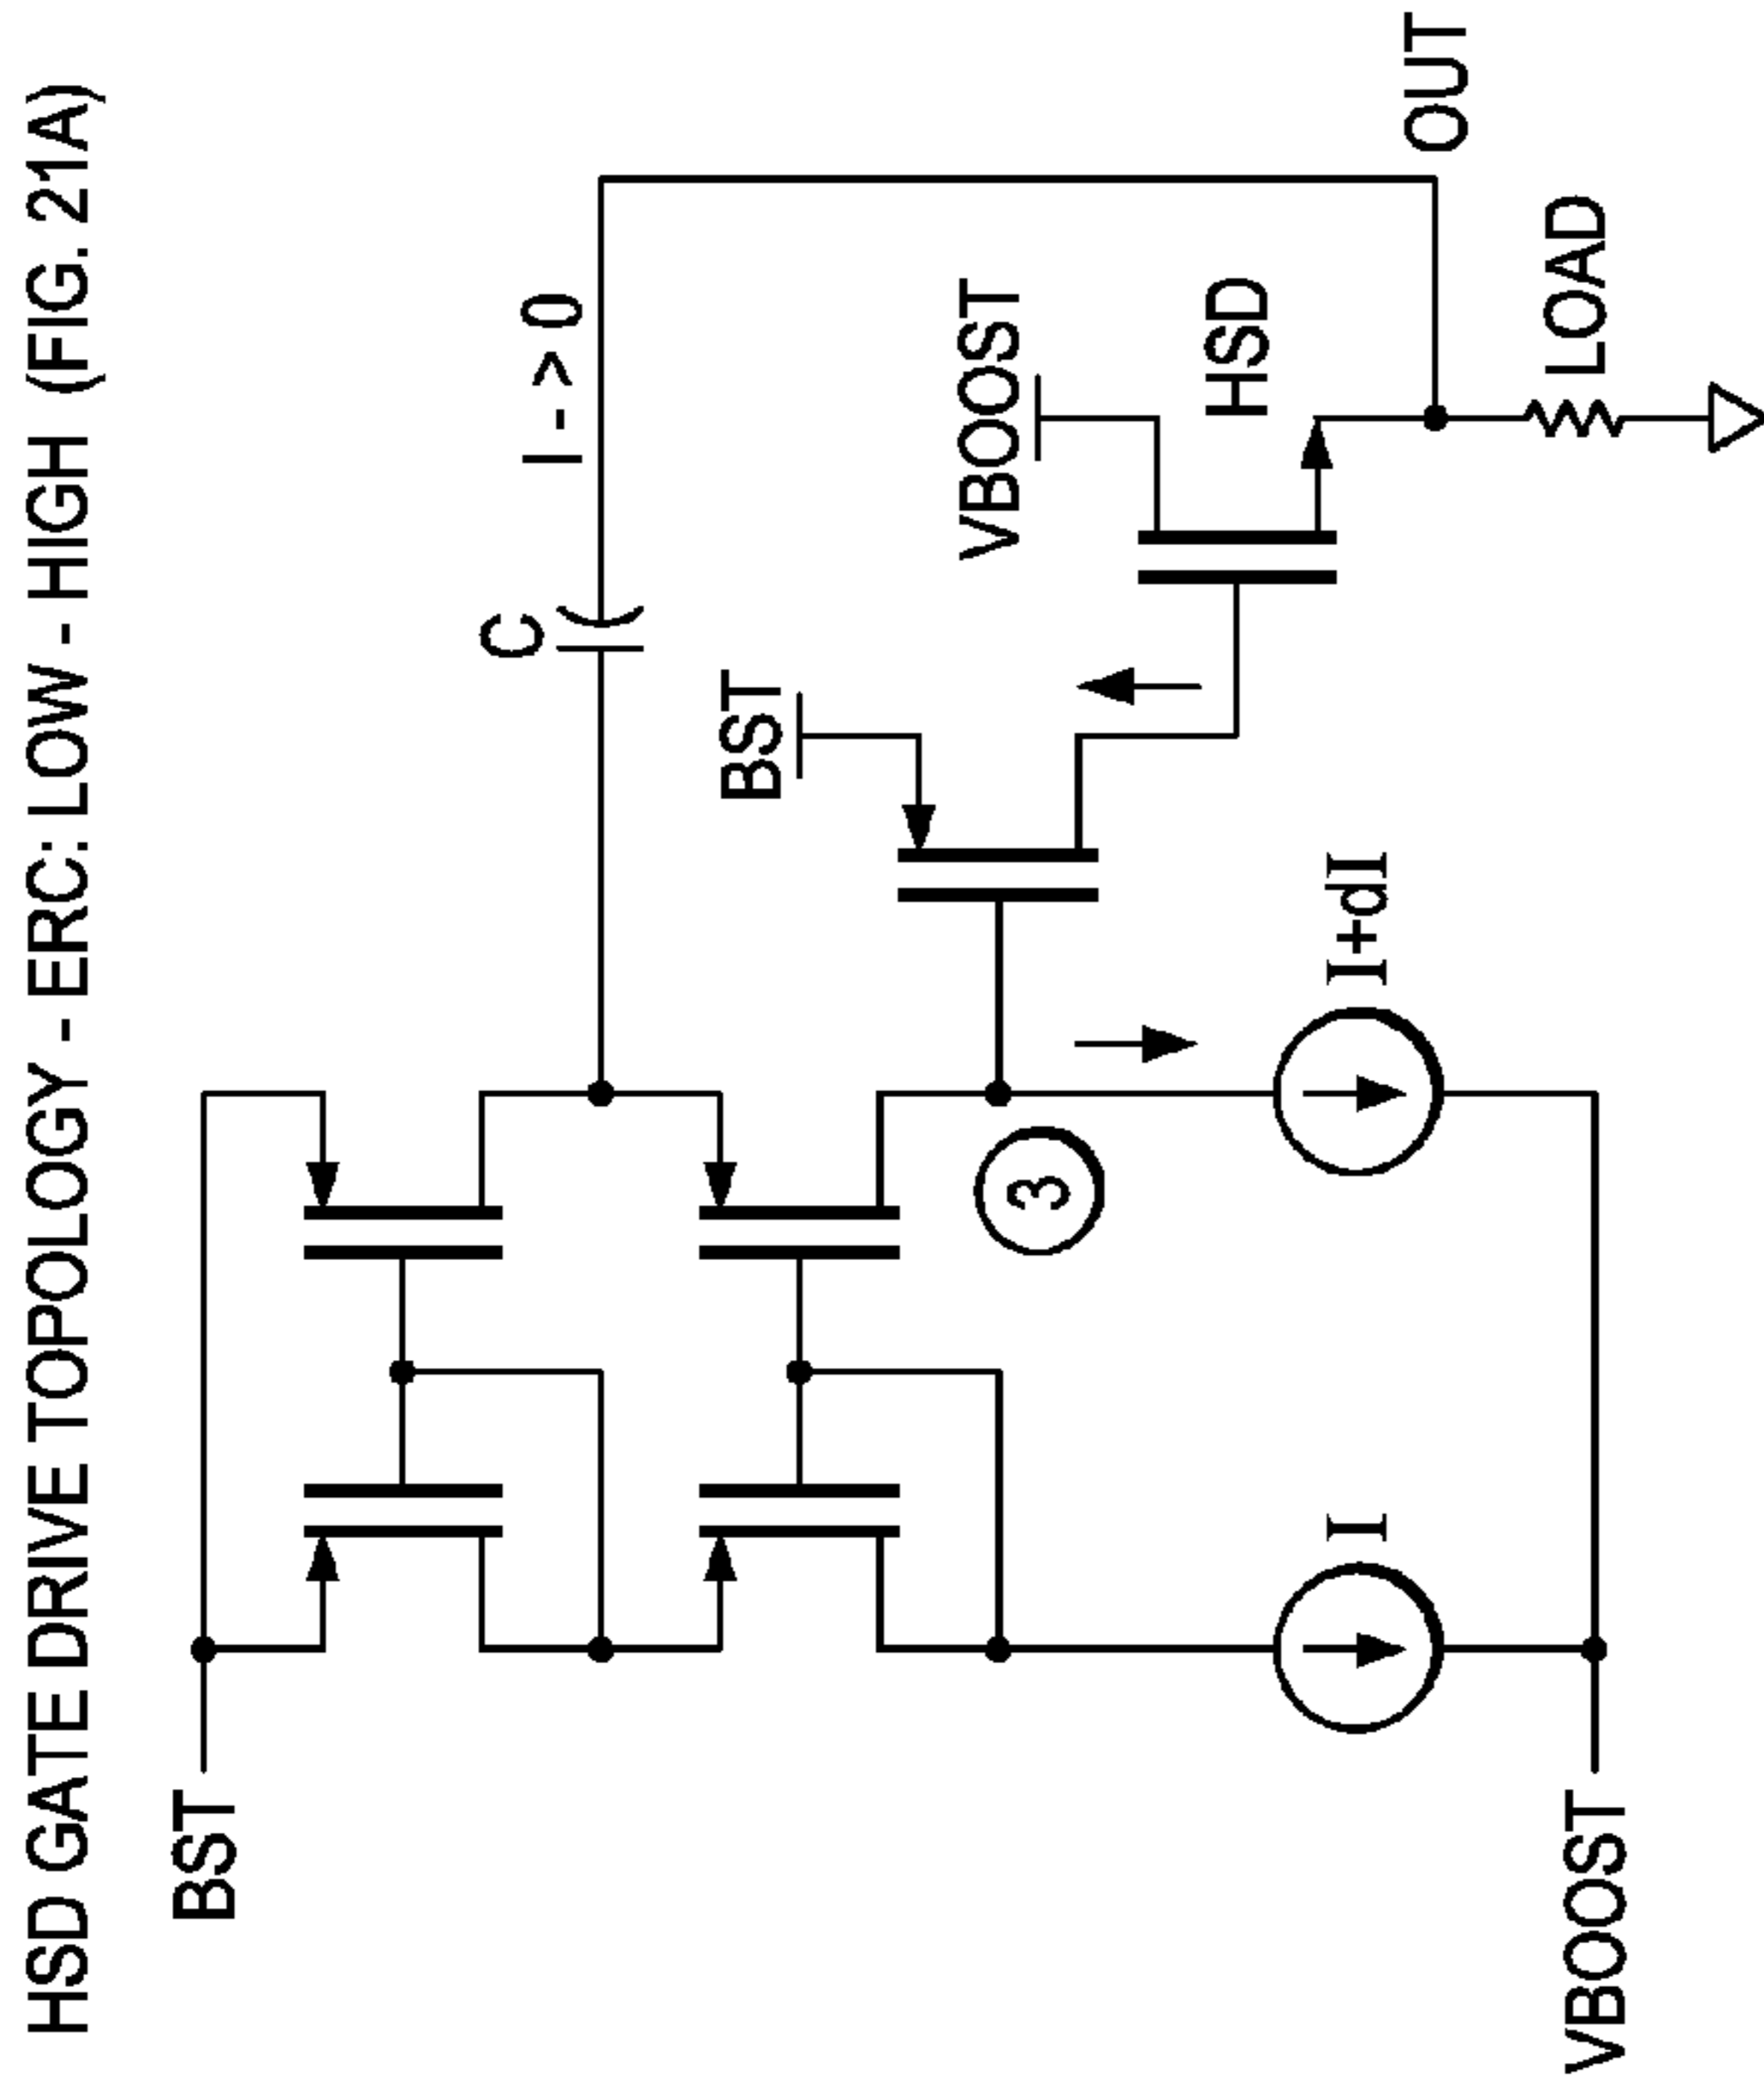 HSD GATE DRIVE TOPOLOGY - ERC: LOW - HIGH (FIG. 21A)
BST
C
I - > 0
BST
VBOOST
HSD
OUT
3
LOAD
I
I+dI
VBOOST